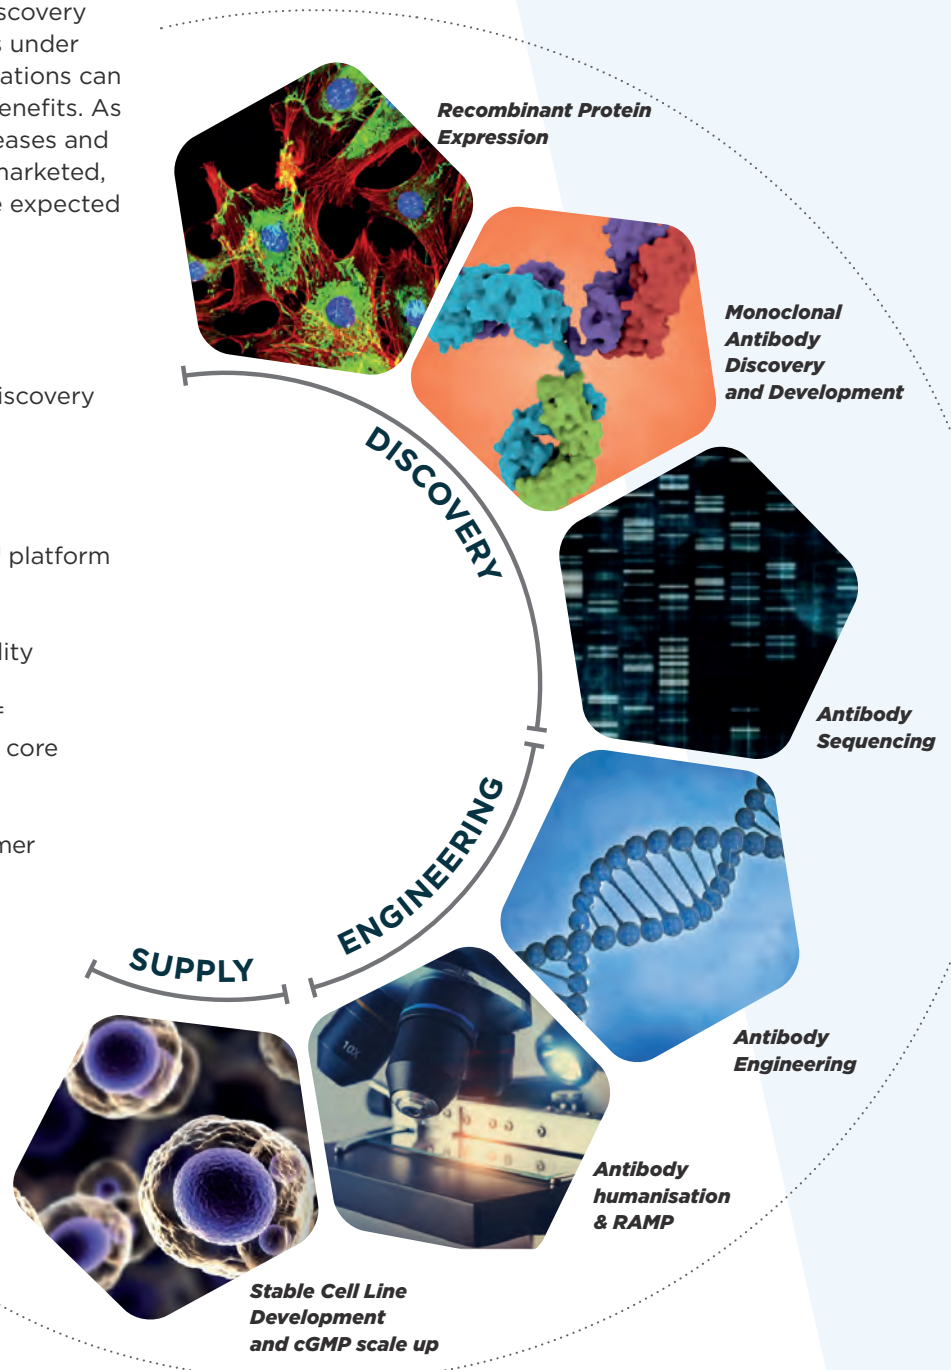 scovery
s under
ations can
enefits. As
eases and
narketed,
e expected
iscovery
platform
lity
core
mer
Recombinant Protein
Expression
Monoclonal
Antibody
Discovery
and Development
Antibody
Sequencing
Antibody
Engineering
Antibody
humanisation
& RAMP
Stable Cell Line
Development
and cGMP scale up
DISCOVERY
ENGINEERING
SUPPLY
10X